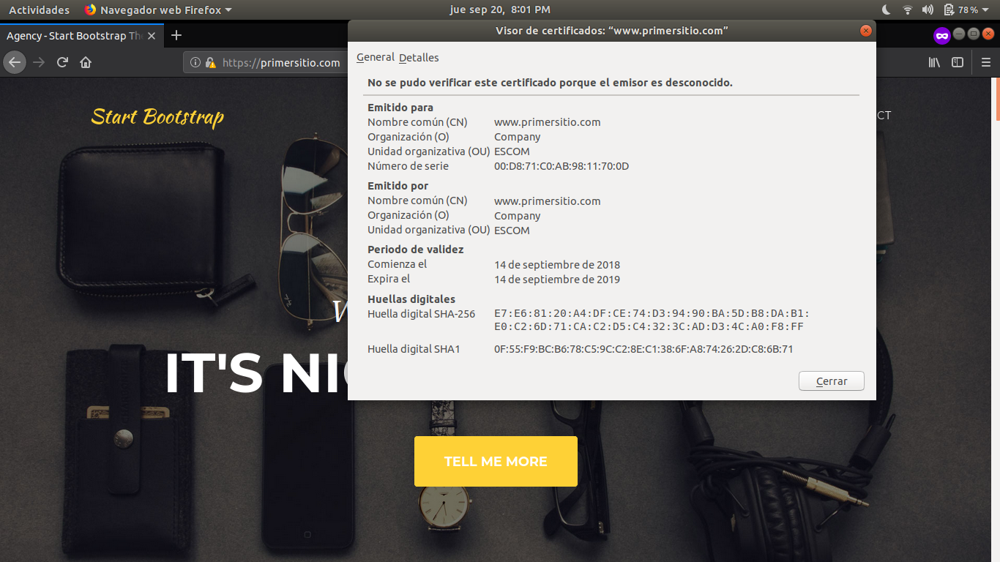 Actividades Navegador web Firefox jue sep 20, 8:01 PM 78 %
Agency - Start Bootstrap The
Visor de certificados: “www.primersitio.com”
https://primersitio.com
General Detalles
No se pudo verificar este certificado porque el emisor es desconocido.
Emitido para
Nombre común (CN) www.primersitio.com
Organización (O) Company
Unidad organizativa (OU) ESCOM
Número de serie 00:D8:71:C0:AB:98:11:70:0D
Emitido por
Nombre común (CN) www.primersitio.com
Organización (O) Company
Unidad organizativa (OU) ESCOM
Periodo de validez
Comienza el 14 de septiembre de 2018
Expira el 14 de septiembre de 2019
Huellas digitales
Huella digital SHA-256 E7:E6:81:20:A4:DF:CE:74:D3:94:90:BA:5D:B8:DA:B1:
E0:C2:6D:71:CA:C2:D5:C4:32:3C:AD:D3:4C:A0:F8:FF
Huella digital SHA1 0F:55:F9:BC:B6:78:C5:9C:C2:8E:C1:38:6F:A8:74:26:2D:C8:6B:71
Cerrar
Start Bootstrap
CT
W
IT'S NIC
TELL ME MORE